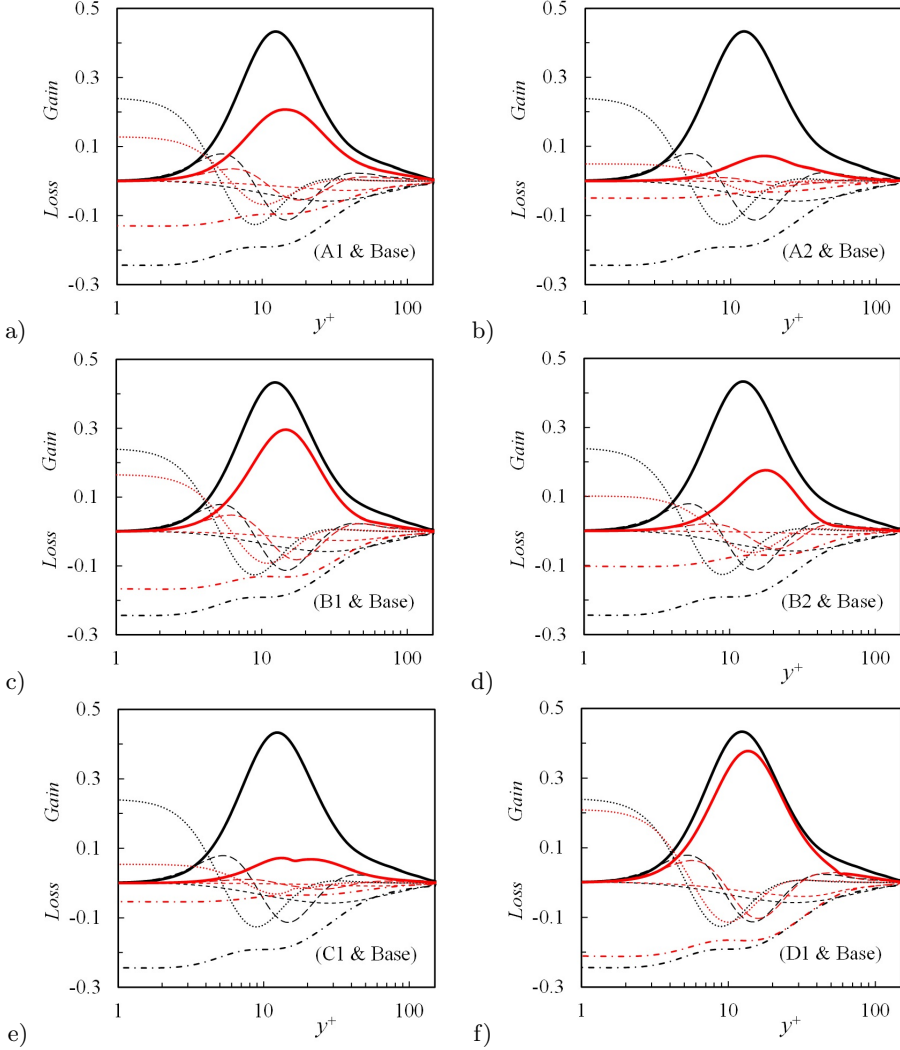 0.5
0.3
0.1
-0.1
-0.3
Gain
Loss
(A1 & Base)
1
10
100
y+
a)
0.5
0.3
0.1
-0.1
-0.3
Gain
Loss
(A2 & Base)
1
10
100
y+
b)
0.5
0.3
0.1
-0.1
-0.3
Gain
Loss
(B1 & Base)
1
10
100
y+
c)
0.5
0.3
0.1
-0.1
-0.3
Gain
Loss
(B2 & Base)
1
10
100
y+
d)
0.5
0.3
0.1
-0.1
-0.3
Gain
Loss
(C1 & Base)
1
10
100
y+
e)
0.5
0.3
0.1
-0.1
-0.3
Gain
Loss
(D1 & Base)
1
10
100
y+
f)